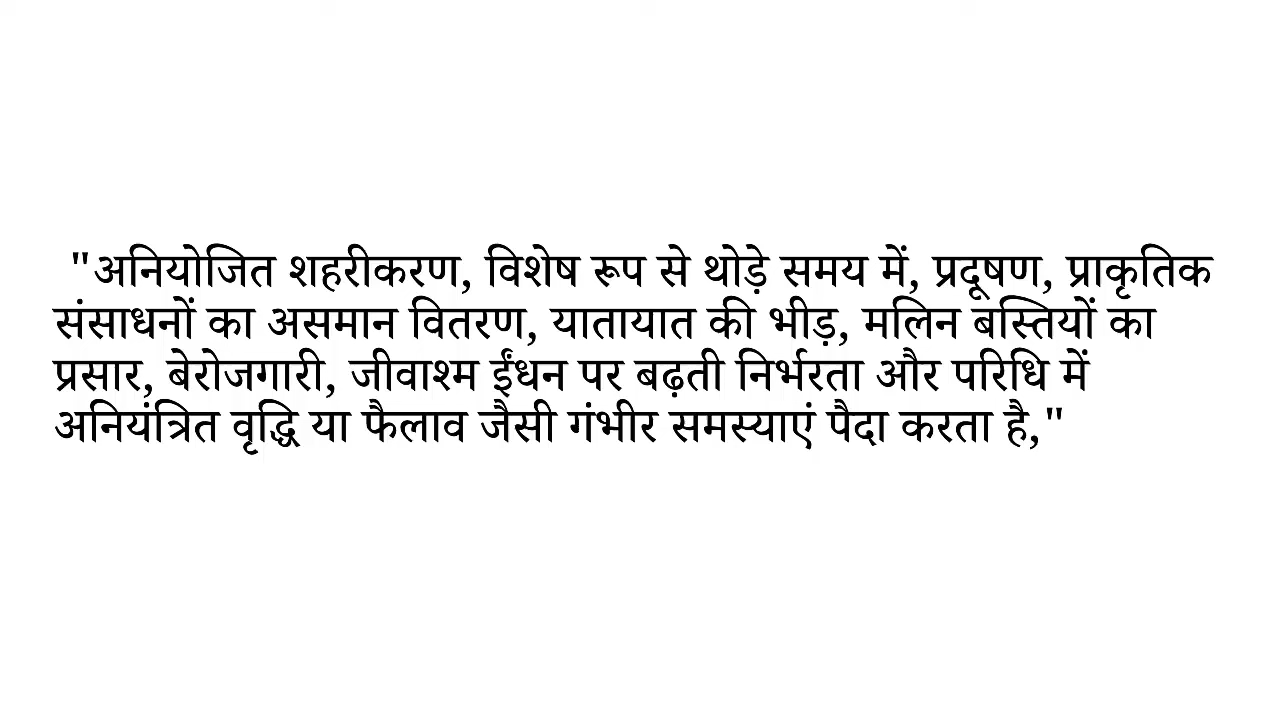 "अनियोजित शहरीकरण, विशेष रूप से थोड़े समय में, प्रदूषण, प्राकृतिक
संसाधनों का असमान वितरण, यातायात की भीड़, मलिन बस्तियों का
प्रसार, बेरोजगारी, जीवाश्म ईंधन पर बढ़ती निर्भरता और परिधि में
अनियंत्रित वृद्धि या फैलाव जैसी गंभीर समस्याएं पैदा करता है,"